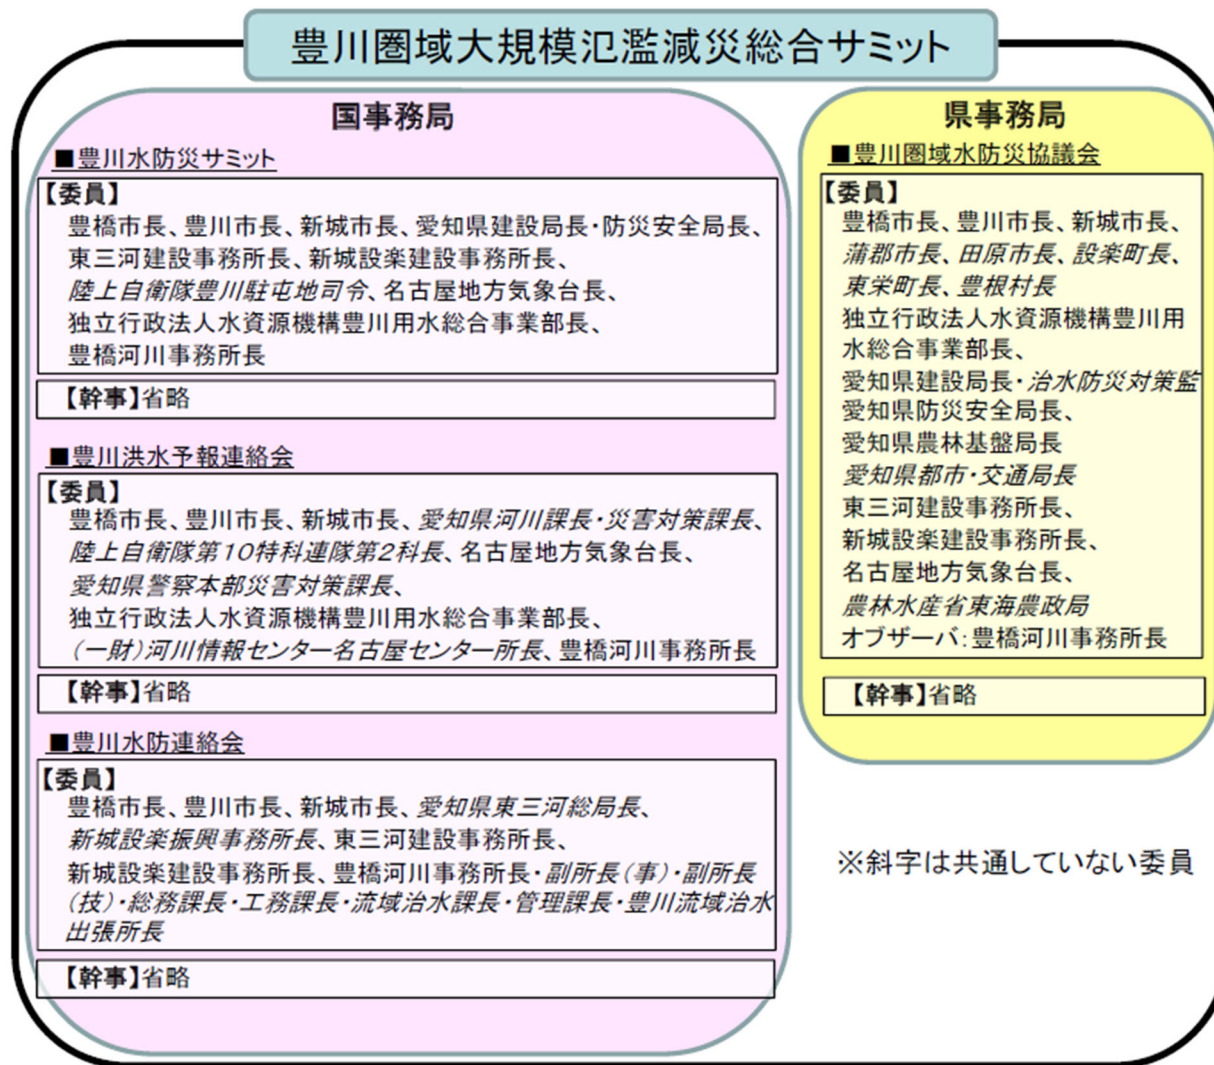 豊川圏域大規模氾濫減災総合サミット
国事務局
■豊川水防災サミット
【委員】
豊橋市長、豊川市長、新城市長、愛知県建設局長・防災安全局長、
東三河建設事務所長、新城設楽建設事務所長、
陸上自衛隊豊川駐屯地司令、名古屋地方気象台長、
独立行政法人水資源機構豊川用水総合事業部長、
豊橋河川事務所長
【幹事】省略
■豊川洪水予報連絡会
【委員】
豊橋市長、豊川市長、新城市長、愛知県河川課長・災害対策課長、
陸上自衛隊第10特科連隊第2科長、名古屋地方気象台長、
愛知県警察本部災害対策課長、
独立行政法人水資源機構豊川用水総合事業部長、
（一財）河川情報センター名古屋センター所長、豊橋河川事務所長
【幹事】省略
■豊川水防連絡会
【委員】
豊橋市長、豊川市長、新城市長、愛知県東三河総局長、
新城設楽振興事務所長、東三河建設事務所長、
新城設楽建設事務所長、豊橋河川事務所長・副所長（事）・副所長
（技）・総務課長・工務課長・流域治水課長・管理課長・豊川流域治水
出張所長
【幹事】省略
県事務局
■豊川圏域水防災協議会
【委員】
豊橋市長、豊川市長、新城市長、
蒲郡市長、田原市長、設楽町長、
東栄町長、豊根村長
独立行政法人水資源機構豊川用
水総合事業部長、
愛知県建設局長・治水防災対策監
愛知県防災安全局長、
愛知県農林基盤局長
愛知県都市・交通局長
東三河建設事務所長、
新城設楽建設事務所長、
名古屋地方気象台長、
農林水産省東海農政局
オブザーバ：豊橋河川事務所長
【幹事】省略
※斜字は共通していない委員